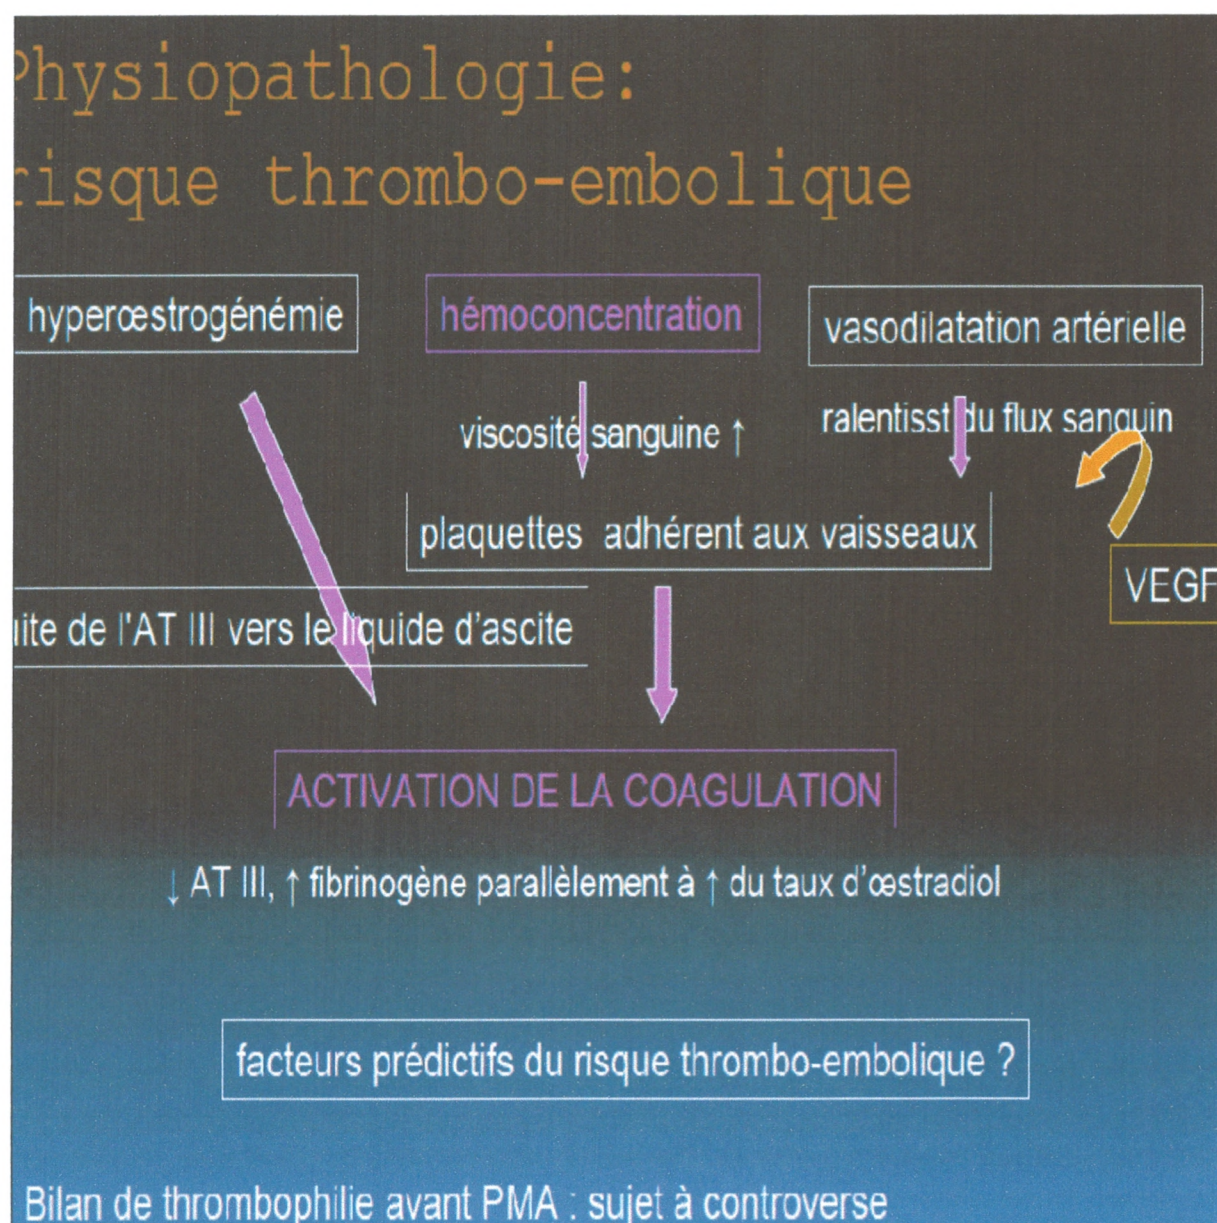 Physiopathologie:
risque thrombo-embolique
hyperœstrogénémie
hémoconcentration
vasodilatation artérielle
viscosité sanguine ↑
ralentisst du flux sanguin
plaquettes adhérent aux vaisseaux
VEGF
uite de l'AT III vers le liquide d'ascite
ACTIVATION DE LA COAGULATION
↓ AT III, ↑ fibrinogène parallèlement à ↑ du taux d'œstradiol
facteurs prédictifs du risque thrombo-embolique ?
Bilan de thrombophilie avant PMA : sujet à controverse